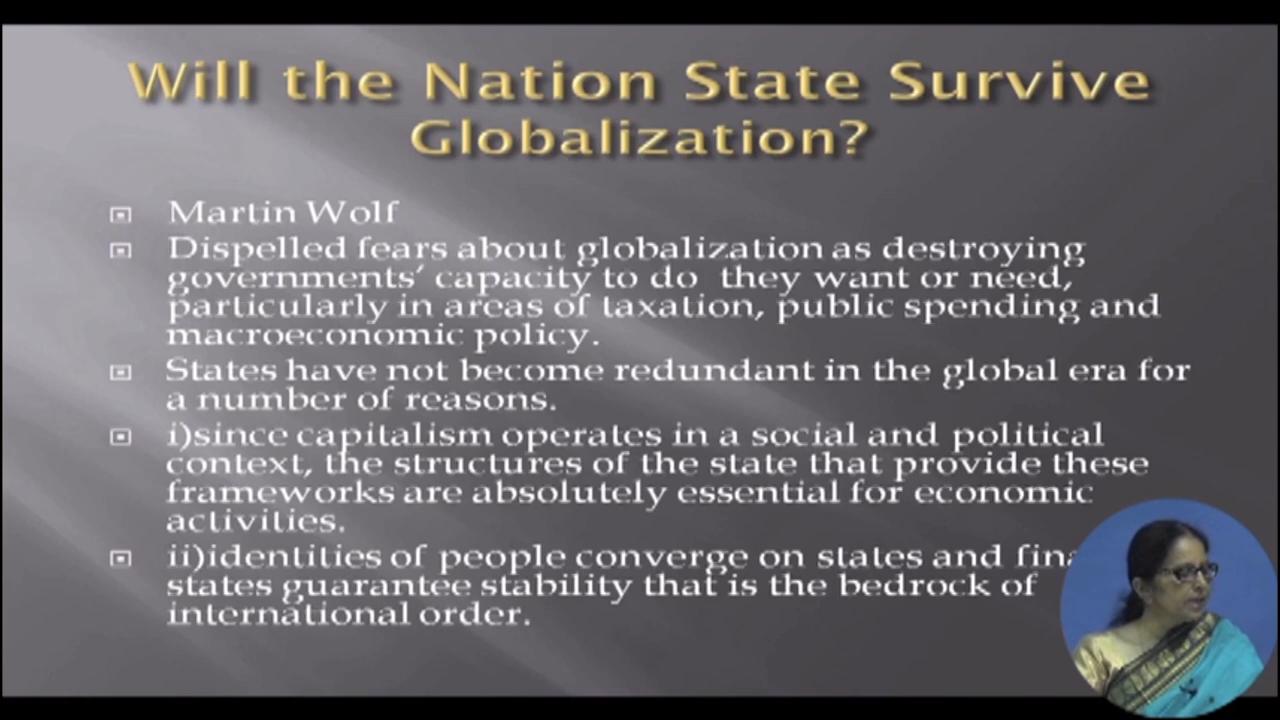 Will the Nation State Survive
Globalization?
Martin Wolf
Dispelled fears about globalization as destroying
governments' capacity to do they want or need,
particularly in areas of taxation, public spending and
macroeconomic policy.
States have not become redundant in the global era for
a number of reasons.
i)since capitalism operates in a social and political
context, the structures of the state that provide these
frameworks are absolutely essential for economic
activities.
ii)identities of people converge on states and
states guarantee stability that is the bedrock of
international order.